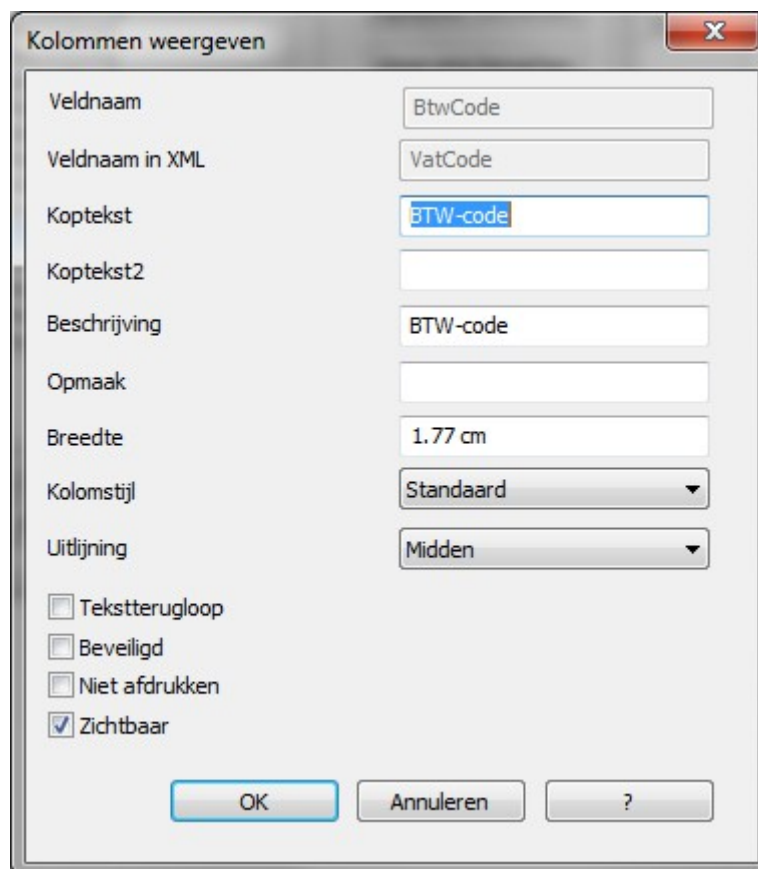 Kolommen weergeven
Veldnaam BtwCode
Veldnaam in XML VatCode
Koptekst BTW-code
Koptekst2
Beschrijving BTW-code
Opmaak
Breedte 1.77 cm
Kolomstijl Standaard
Uitlijning Midden
Tekstterugloop
Beveiligd
Niet afdrukken
Zichtbaar
OK Annuleren ?